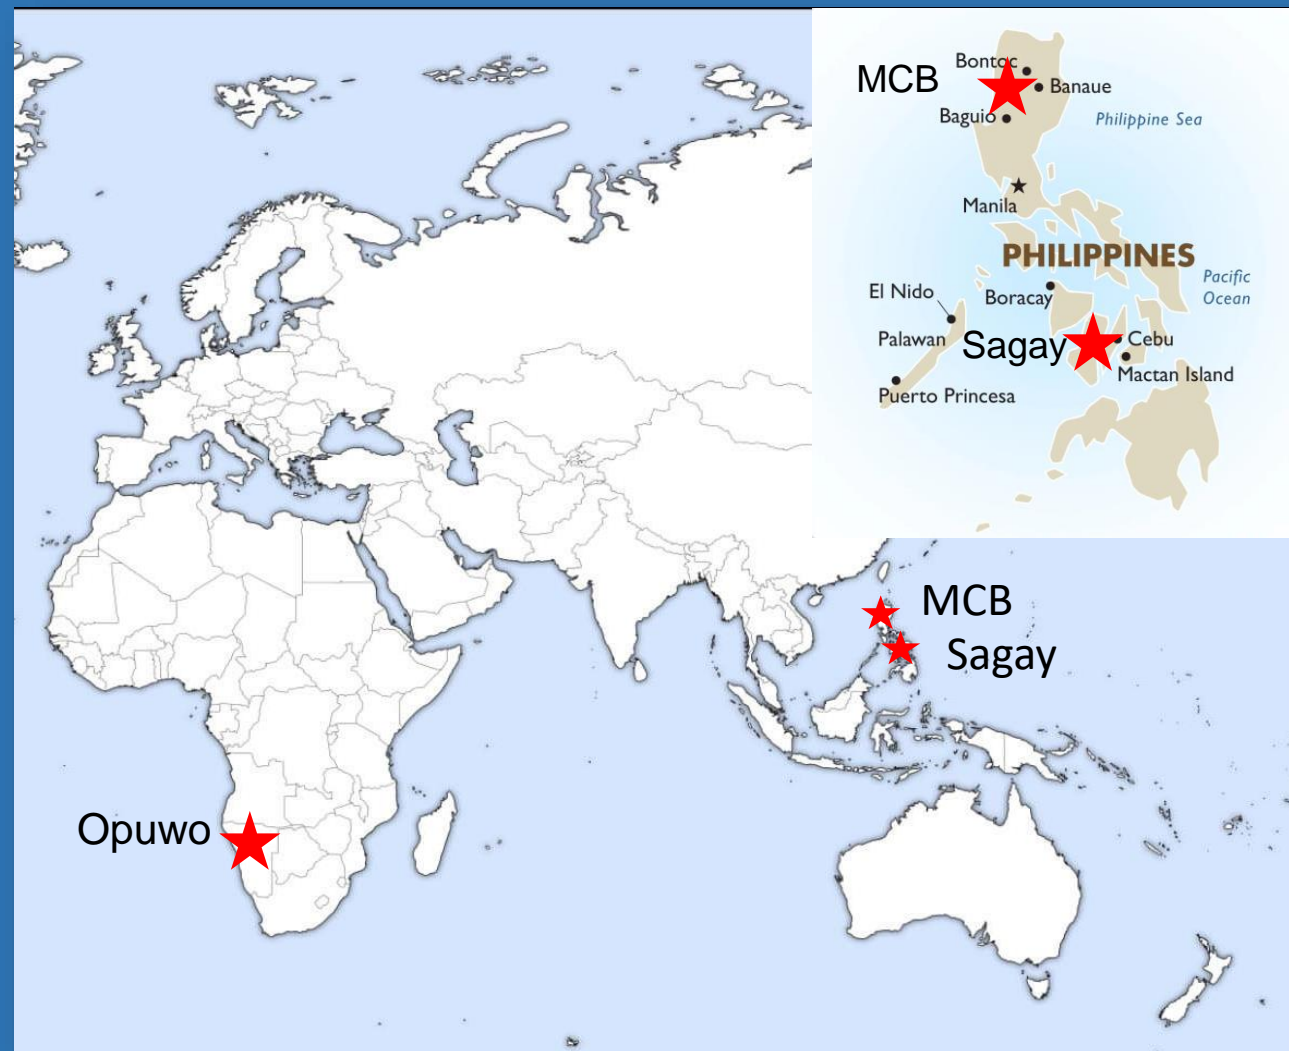 Bontoc
MCB
Banaue
Baguio
Philippine Sea
Manila
PHILIPPINES
Pacific
Ocean
El Nido
Boracay
Palawan
Sagay
Cebu
Mactan Island
Puerto Princesa
MCB
Sagay
Opuwo